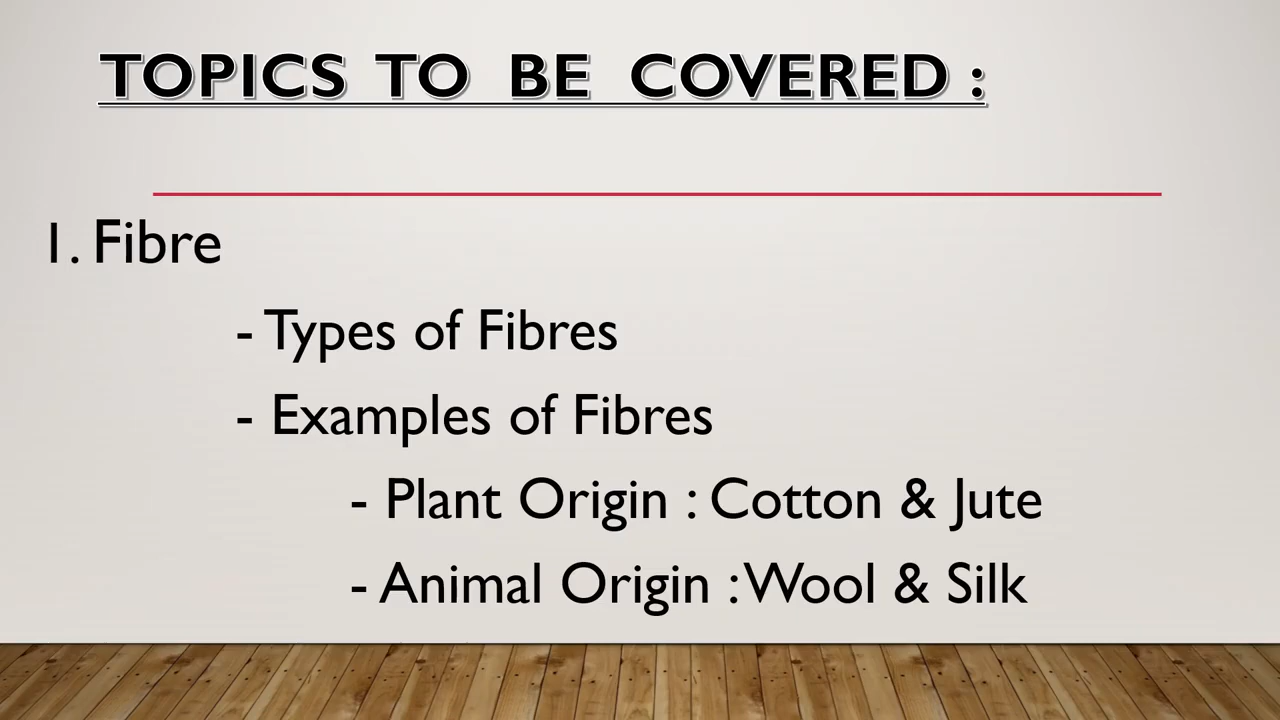 TOPICS TO BE COVERED :
1. Fibre
- Types of Fibres
- Examples of Fibres
- Plant Origin : Cotton & Jute
- Animal Origin : Wool & Silk